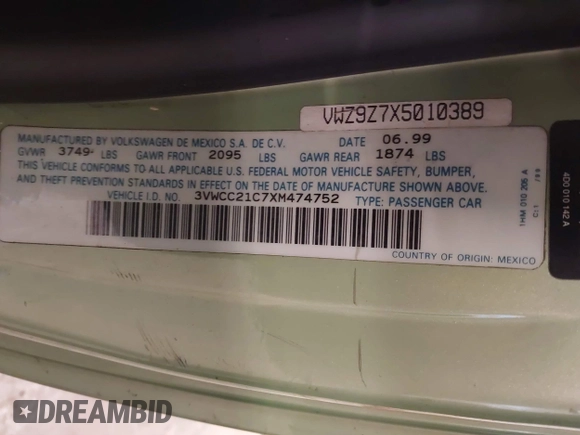 VWZ9Z7X5010389
MANUFACTURED BY VOLKSWAGEN DE MEXICO S.A. DE C.V. DATE 06.99
GVWR 3749 LBS GAWR FRONT 2095 LBS GAWR REAR 1874 LBS
THIS VEHICLE CONFORMS TO ALL APPLICABLE U.S. FEDERAL MOTOR VEHICLE SAFETY, BUMPER,
AND THEFT PREVENTION STANDARDS IN EFFECT ON THE DATE OF MANUFACTURE SHOWN ABOVE.
VEHICLE I.D. NO. 3VWCC21C7XM474752 TYPE: PASSENGER CAR
COUNTRY OF ORIGIN: MEXICO
1HM 010 205 A
4D0 010 142 A
DREAMBID